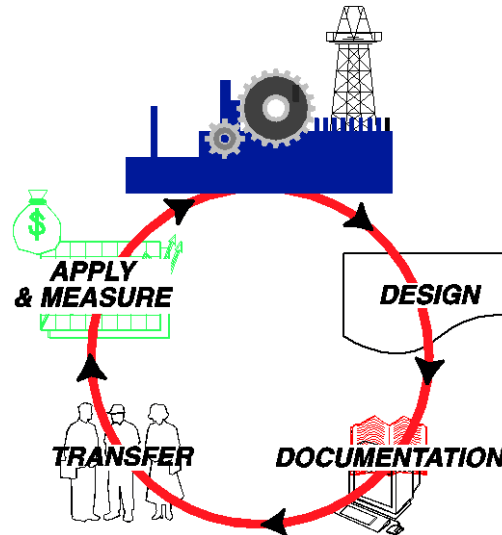 $
APPLY
& MEASURE
DESIGN
TRANSFER
DOCUMENTATION